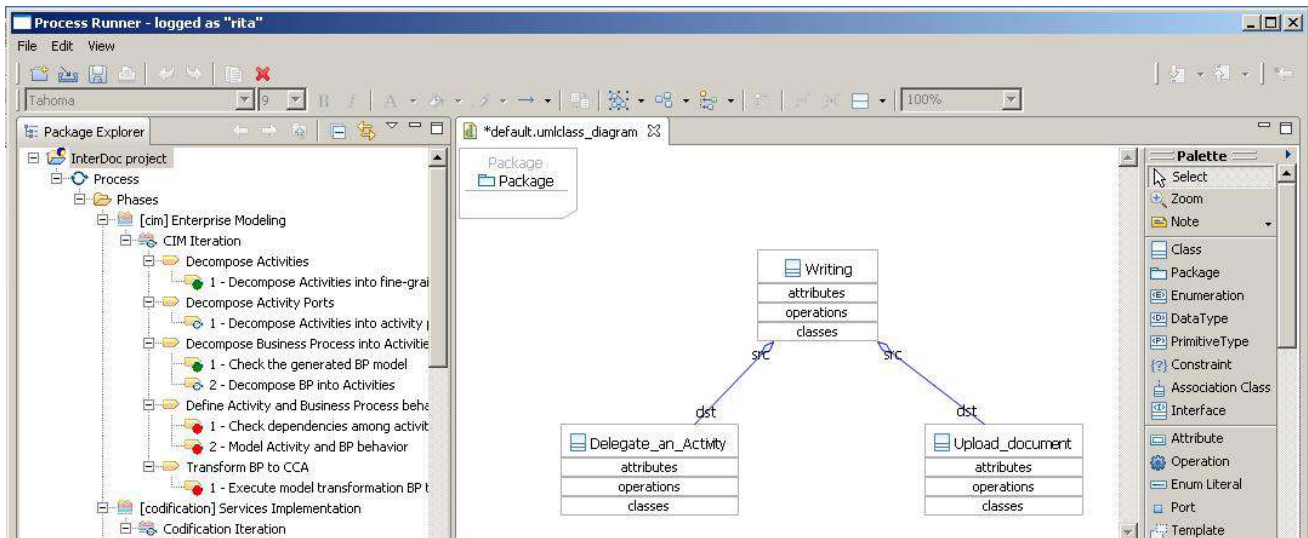 Process Runner - logged as "rita"
File Edit View
Tahoma 9 B I A 100%
Package Explorer
InterDoc project
Process
Phases
[cim] Enterprise Modeling
CIM Iteration
Decompose Activities
1 - Decompose Activities into fine-grai
Decompose Activity Ports
1 - Decompose Activities into activity
Decompose Business Process into Activitie
1 - Check the generated BP model
2 - Decompose BP into Activities
Define Activity and Business Process beha
1 - Check dependencies among activit
2 - Model Activity and BP behavior
Transform BP to CCA
1 - Execute model transformation BP t
[codification] Services Implementation
Codification Iteration
*default.umlclass_diagram
Package
Package
Writing
attributes
operations
classes
src src
dst dst
Delegate_an_Activity
attributes
operations
classes
Upload_document
attributes
operations
classes
Palette
Select
Zoom
Note
Class
Package
Enumeration
DataType
PrimitiveType
Constraint
Association Class
Interface
Attribute
Operation
Enum Literal
Port
Template